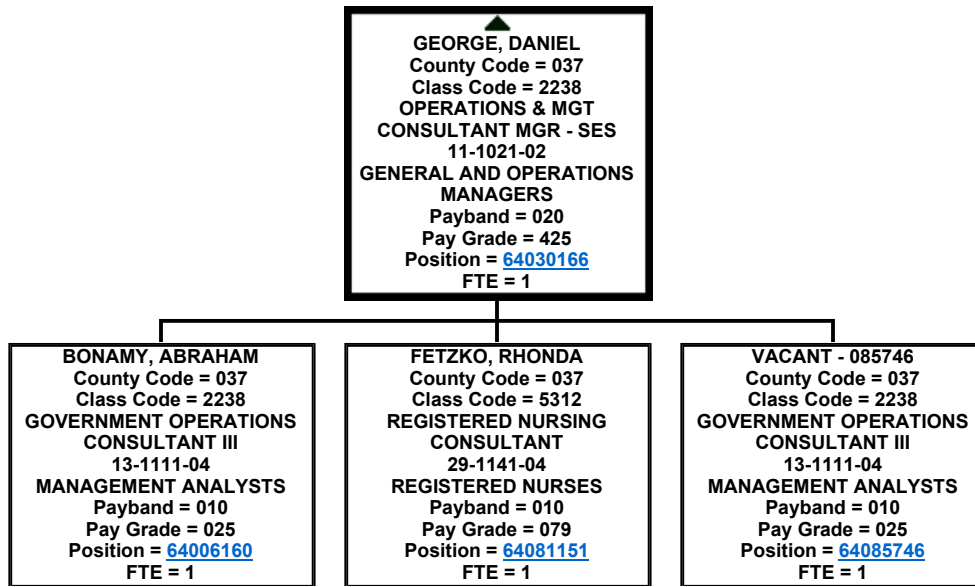 GEORGE, DANIEL
County Code = 037
Class Code = 2238
OPERATIONS & MGT
CONSULTANT MGR - SES
11-1021-02
GENERAL AND OPERATIONS
MANAGERS
Payband = 020
Pay Grade = 425
Position = 64030166
FTE = 1
BONAMY, ABRAHAM
County Code = 037
Class Code = 2238
GOVERNMENT OPERATIONS
CONSULTANT III
13-1111-04
MANAGEMENT ANALYSTS
Payband = 010
Pay Grade = 025
Position = 64006160
FTE = 1
FETZKO, RHONDA
County Code = 037
Class Code = 5312
REGISTERED NURSING
CONSULTANT
29-1141-04
REGISTERED NURSES
Payband = 010
Pay Grade = 079
Position = 64081151
FTE = 1
VACANT - 085746
County Code = 037
Class Code = 2238
GOVERNMENT OPERATIONS
CONSULTANT III
13-1111-04
MANAGEMENT ANALYSTS
Payband = 010
Pay Grade = 025
Position = 64085746
FTE = 1